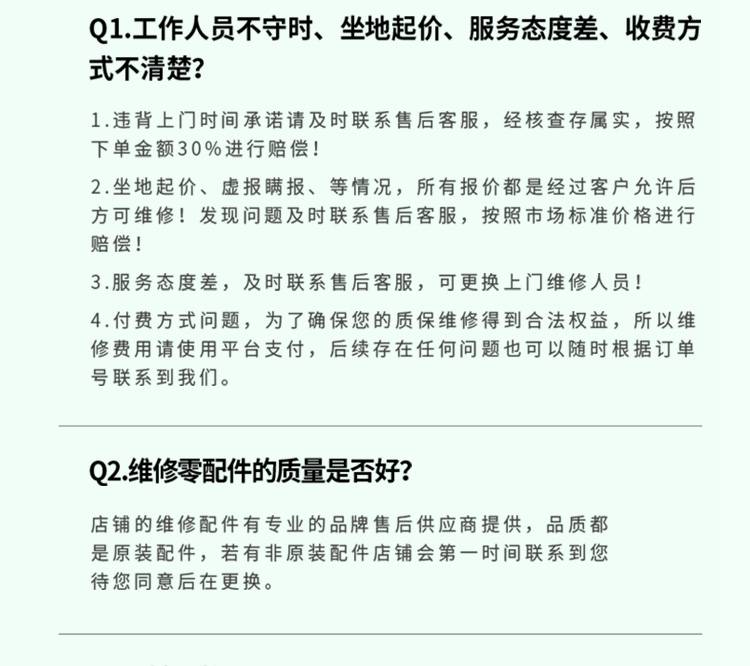 Q1.工作人员不守时、坐地起价、服务态度差、收费方
式不清楚？
1.违背上门时间承诺请及时联系售后客服，经核查存属实，按照
下单金额30%进行赔偿！
2.坐地起价、虚报瞒报、等情况，所有报价都是经过客户允许后
方可维修！发现问题及时联系售后客服，按照市场标准价格进行
赔偿！
3.服务态度差，及时联系售后客服，可更换上门维修人员！
4.付费方式问题，为了确保您的质保维修得到合法权益，所以维
修费用请使用平台支付，后续存在任何问题也可以随时根据订单
号联系到我们。
Q2.维修零配件的质量是否好？
店铺的维修配件有专业的品牌售后供应商提供，品质都
是原装配件，若有非原装配件店铺会第一时间联系到您
待您同意后在更换。